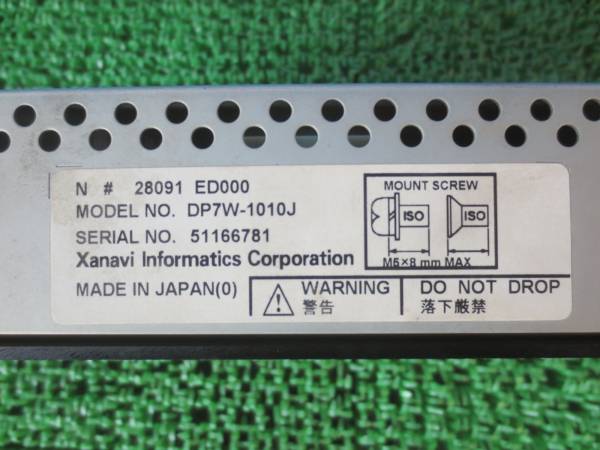 N # 28091 ED000
MODEL NO. DP7W-1010J
SERIAL NO. 51166781
Xanavi Informatics Corporation
MADE IN JAPAN(0)
MOUNT SCREW
ISO ISO
M5×8 mm MAX
WARNING
警告
DO NOT DROP
落下厳禁